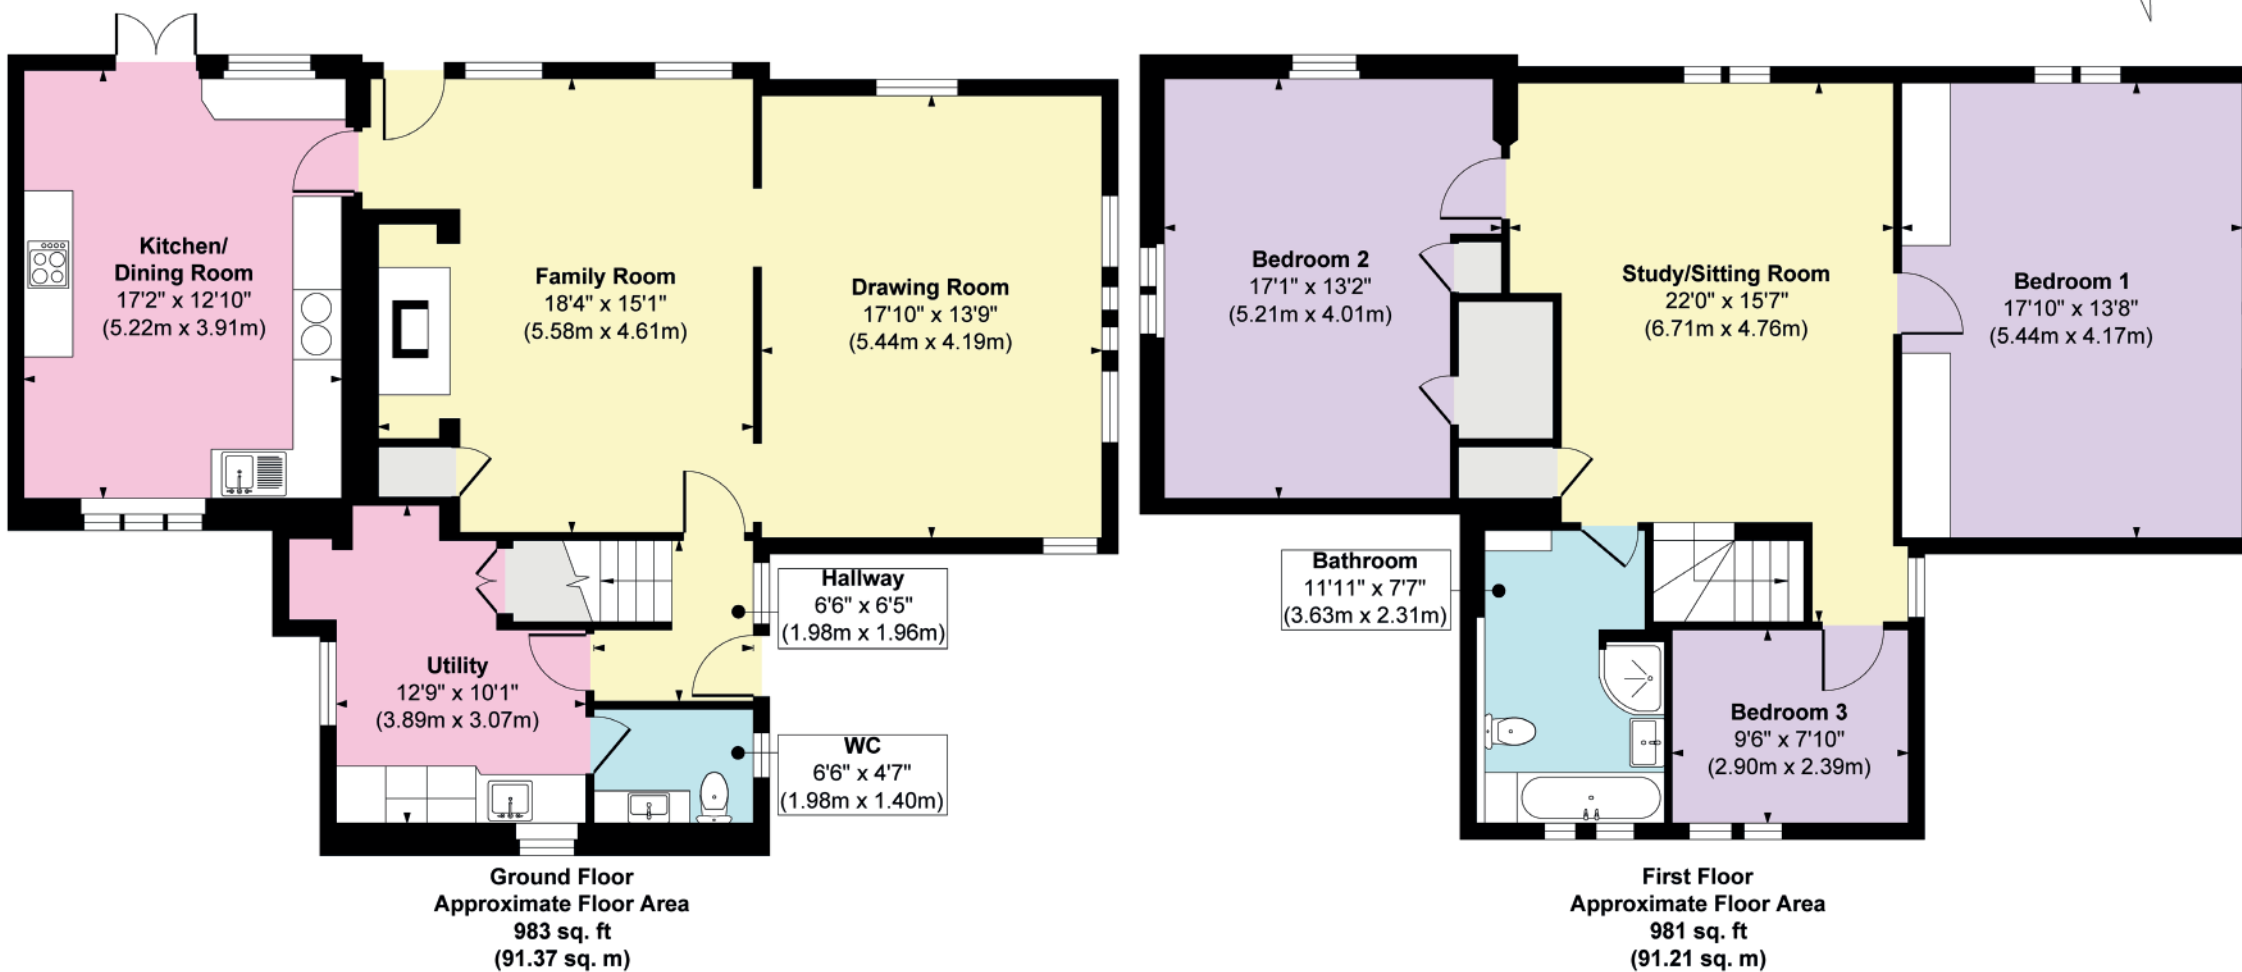 Kitchen/
Dining Room
17'2" x 12'10"
(5.22m x 3.91m)
Family Room
18'4" x 15'1"
(5.58m x 4.61m)
Drawing Room
17'10" x 13'9"
(5.44m x 4.19m)
Hallway
6'6" x 6'5"
(1.98m x 1.96m)
Utility
12'9" x 10'1"
(3.89m x 3.07m)
WC
6'6" x 4'7"
(1.98m x 1.40m)
Ground Floor
Approximate Floor Area
983 sq. ft
(91.37 sq. m)
Bedroom 2
17'1" x 13'2"
(5.21m x 4.01m)
Study/Sitting Room
22'0" x 15'7"
(6.71m x 4.76m)
Bedroom 1
17'10" x 13'8"
(5.44m x 4.17m)
Bathroom
11'11" x 7'7"
(3.63m x 2.31m)
Bedroom 3
9'6" x 7'10"
(2.90m x 2.39m)
First Floor
Approximate Floor Area
981 sq. ft
(91.21 sq. m)